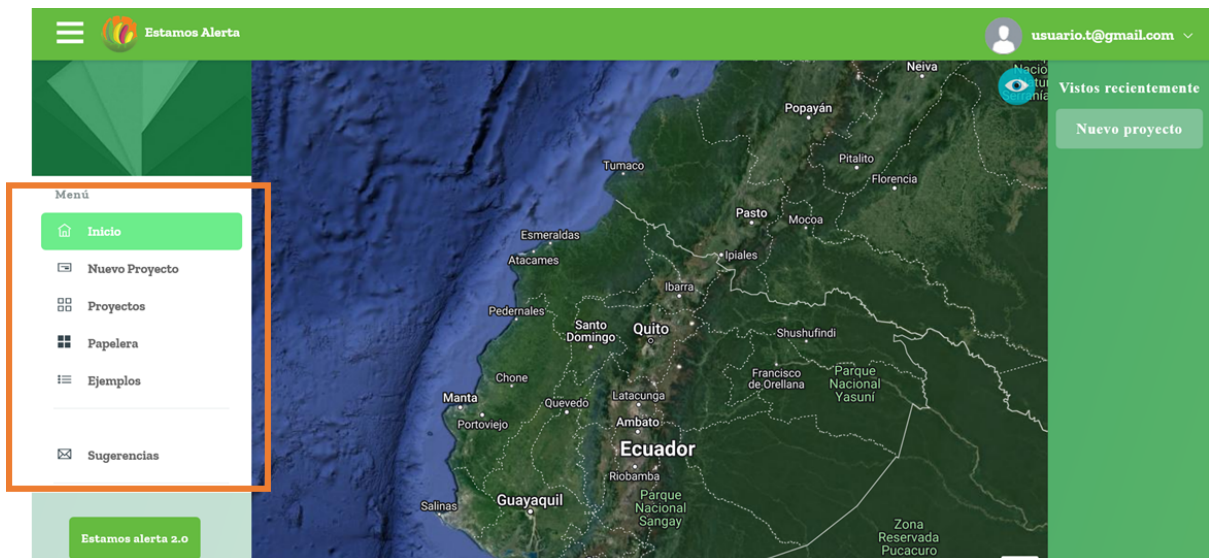 Estamos Alerta
usuario.t@gmail.com
Menú
Inicio
Nuevo Proyecto
Proyectos
Papelera
Ejemplos
Sugerencias
Estamos alerta 2.0
Neiva
Popayán
Pitalito
Florencia
Tumaco
Pasto
Mocoa
Esmeraldas
Atacames
Ipiales
Ibarra
Pedernales
Santo
Domingo
Quito
Shushufindi
Chone
Francisco
de Orellana
Parque
Nacional
Yasuní
Manta
Portoviejo
Quevedo
Latacunga
Ambato
Ecuador
Riobamba
Salinas
Guayaquil
Parque
Nacional
Sangay
Zona
Reservada
Pucacuro
Vistos recientemente
Nuevo proyecto